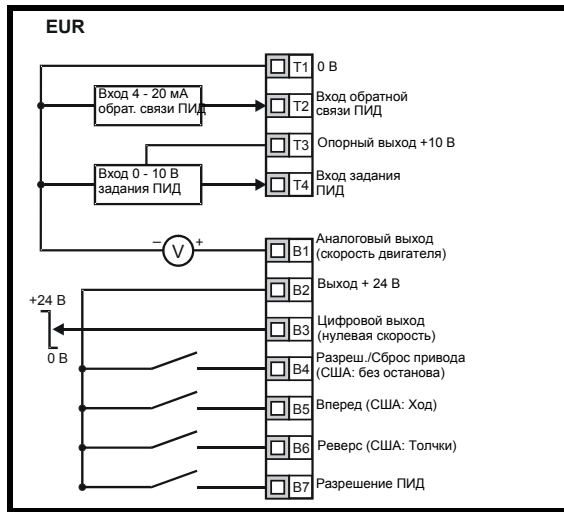 EUR
T1 0 В
Вход 4 - 20 мА
обрат. связи ПИД
T2 Вход обратной
связи ПИД
T3 Опорный выход +10 В
Вход 0 - 10 В
задания ПИД
T4 Вход задания
ПИД
– V +
B1 Аналоговый выход
(скорость двигателя)
B2 Выход + 24 В
+24 В
0 В
B3 Цифровой выход
(нулевая скорость)
B4 Разреш./Сброс привода
(США: без останова)
B5 Вперед (США: Ход)
B6 Реверс (США: Толчки)
B7 Разрешение ПИД